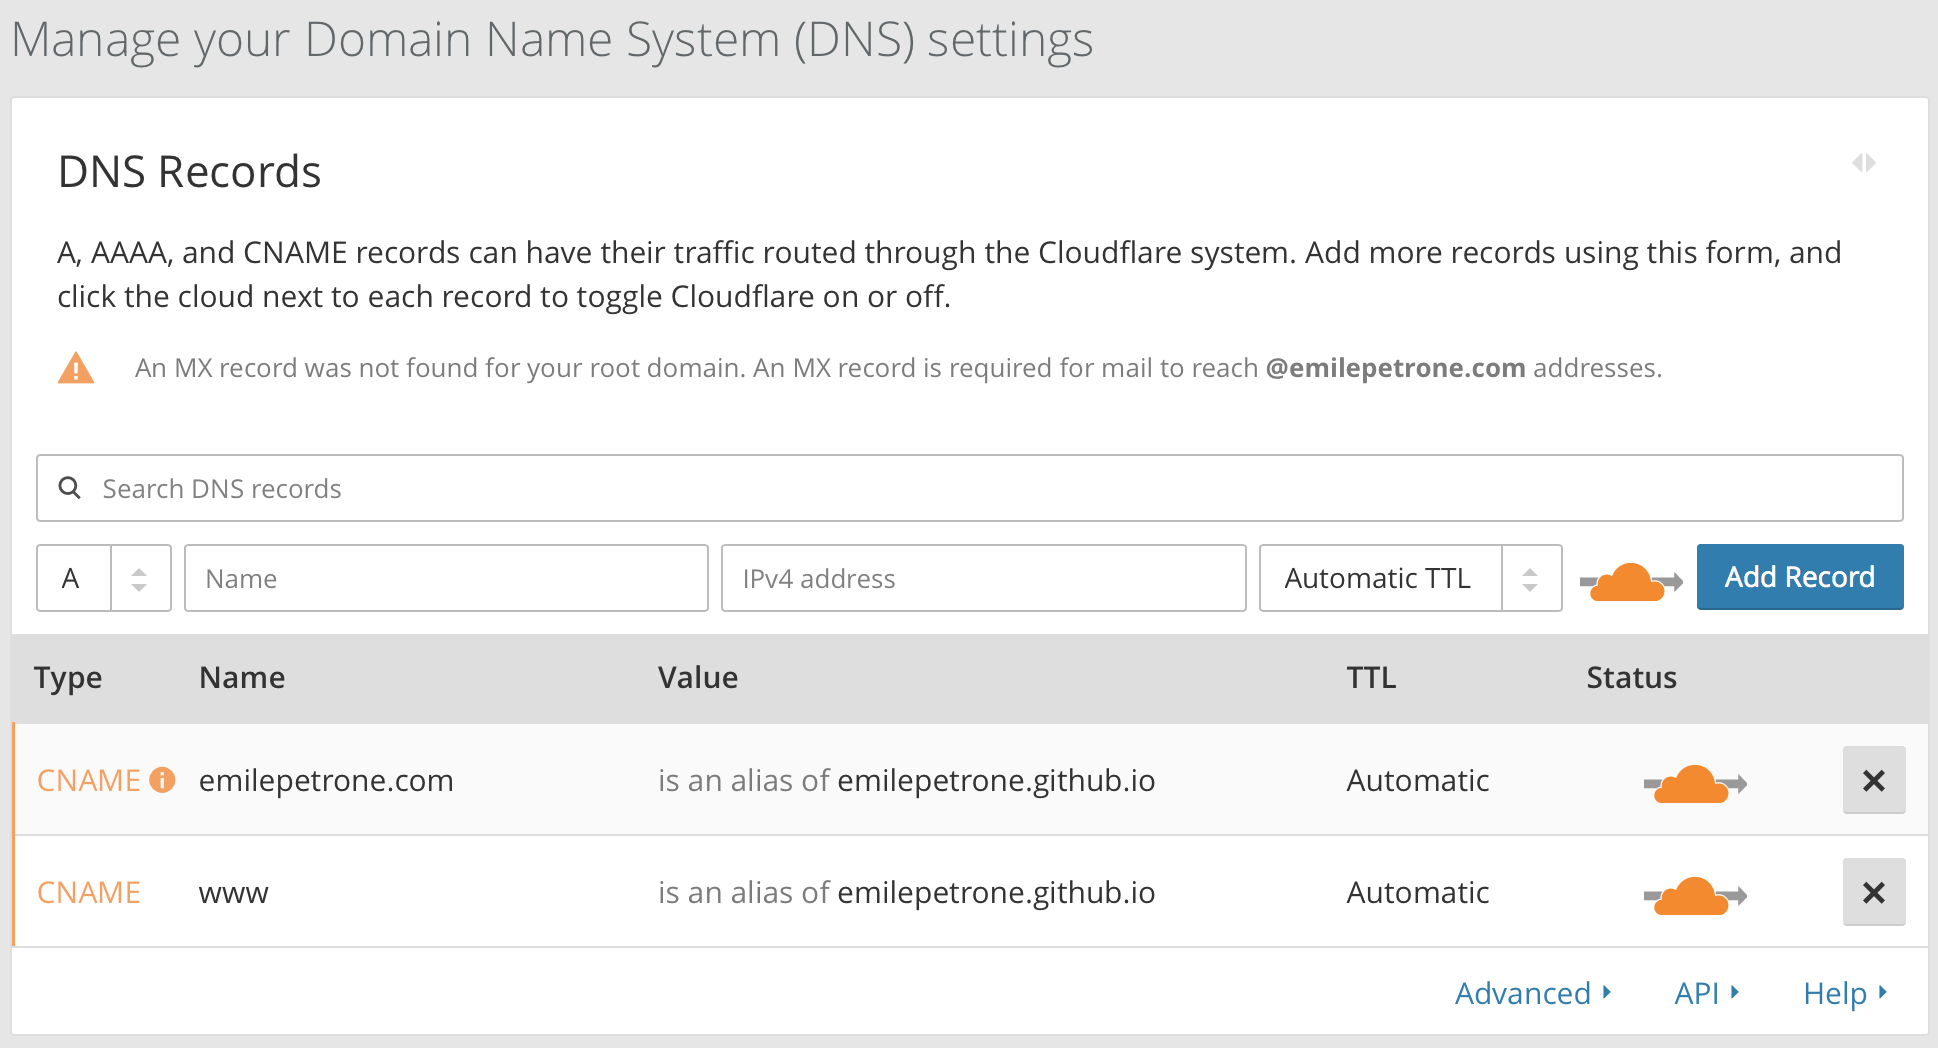 Manage your Domain Name System (DNS) settings
DNS Records
A, AAAA, and CNAME records can have their traffic routed through the Cloudflare system. Add more records using this form, and
click the cloud next to each record to toggle Cloudflare on or off.
An MX record was not found for your root domain. An MX record is required for mail to reach @emilepetrone.com addresses.
Search DNS records
A Name IPv4 address Automatic TTL Add Record
Type Name Value TTL Status
CNAME emilepetrone.com is an alias of emilepetrone.github.io Automatic
CNAME www is an alias of emilepetrone.github.io Automatic
Advanced API Help